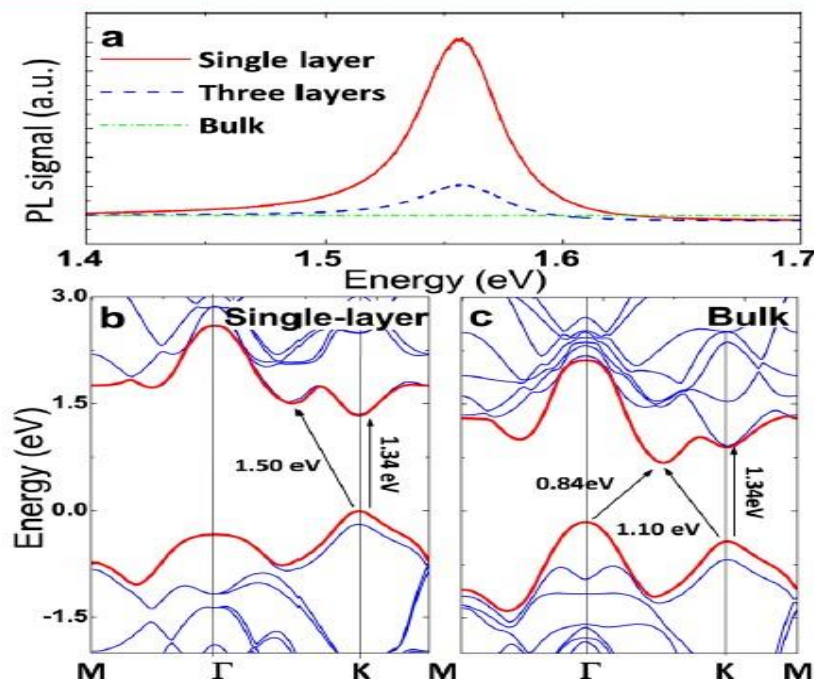 a
Single layer
Three layers
Bulk
PL signal (a.u.)
1.4 1.5 1.6 1.7
Energy (eV)
b Single-layer
c Bulk
3.0
1.5
0.0
-1.5
Energy (eV)
1.50 eV
1.34 eV
0.84eV
1.10 eV
1.34eV
M Γ K M
M Γ K M